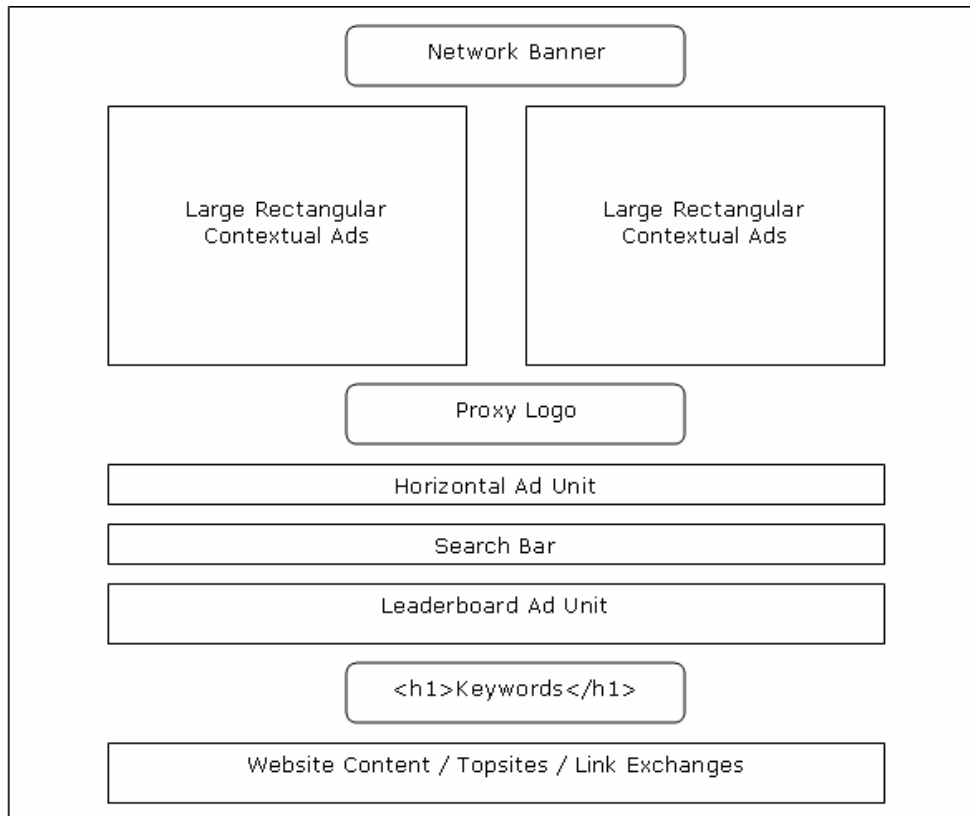 Network Banner
Large Rectangular
Contextual Ads
Large Rectangular
Contextual Ads
Proxy Logo
Horizontal Ad Unit
Search Bar
Leaderboard Ad Unit
<h1>Keywords</h1>
Website Content / Topsites / Link Exchanges